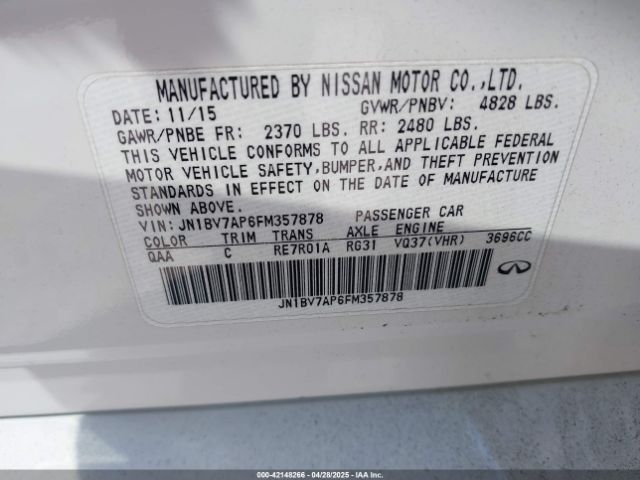 MANUFACTURED BY NISSAN MOTOR CO.,LTD.
DATE: 11/15 GVWR/PNBV: 4828 LBS.
GAWR/PNBE FR: 2370 LBS. RR: 2480 LBS.
THIS VEHICLE CONFORMS TO ALL APPLICABLE FEDERAL
MOTOR VEHICLE SAFETY, BUMPER, AND THEFT PREVENTION
STANDARDS IN EFFECT ON THE DATE OF MANUFACTURE
SHOWN ABOVE.
VIN: JN1BV7AP6FM357878 PASSENGER CAR
COLOR TRIM TRANS AXLE ENGINE
QAA C RE7R01A RG31 VQ37(VHR) 3696CC
JN1BV7AP6FM357878
000-42148266 - 04/28/2025 - IAA Inc.